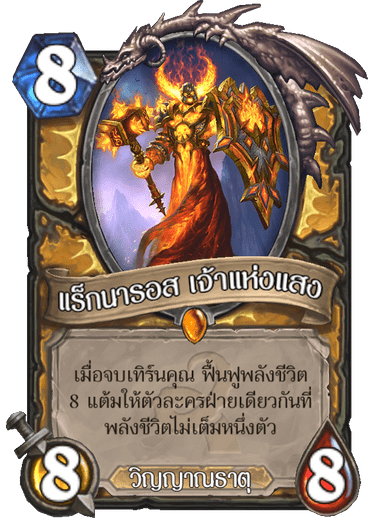 8
แร็กนารอส เจ้าแห่งแสง
เมื่อจบเทิร์นคุณ ฟื้นฟูพลังชีวิต
8 แต้มให้ตัวละครฝ่ายเดียวกันที่
พลังชีวิตไม่เต็มหนึ่งตัว
8
วิญญาณธาตุ
8